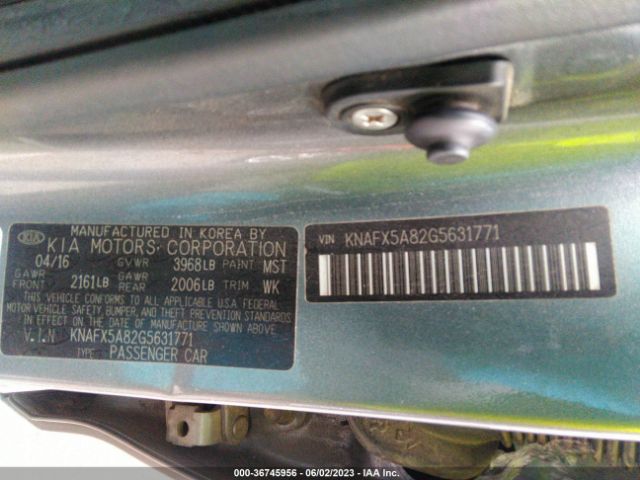 KIA
MANUFACTURED IN KOREA BY
KIA MOTORS CORPORATION
04/16 GVWR 3968LB PAINT MST
GAWR FRONT 2161LB GAWR REAR 2006LB TRIM WK
THIS VEHICLE CONFORMS TO ALL APPLICABLE U.S.A. FEDERAL
MOTOR VEHICLE SAFETY, BUMPER, AND THEFT PREVENTION STANDARDS
IN EFFECT ON THE DATE OF MANUFACTURE SHOWN ABOVE
V.I.N KNAFX5A82G5631771
TYPE PASSENGER CAR
VIN KNAFX5A82G5631771
000-36745956 - 06/02/2023 - IAA Inc.